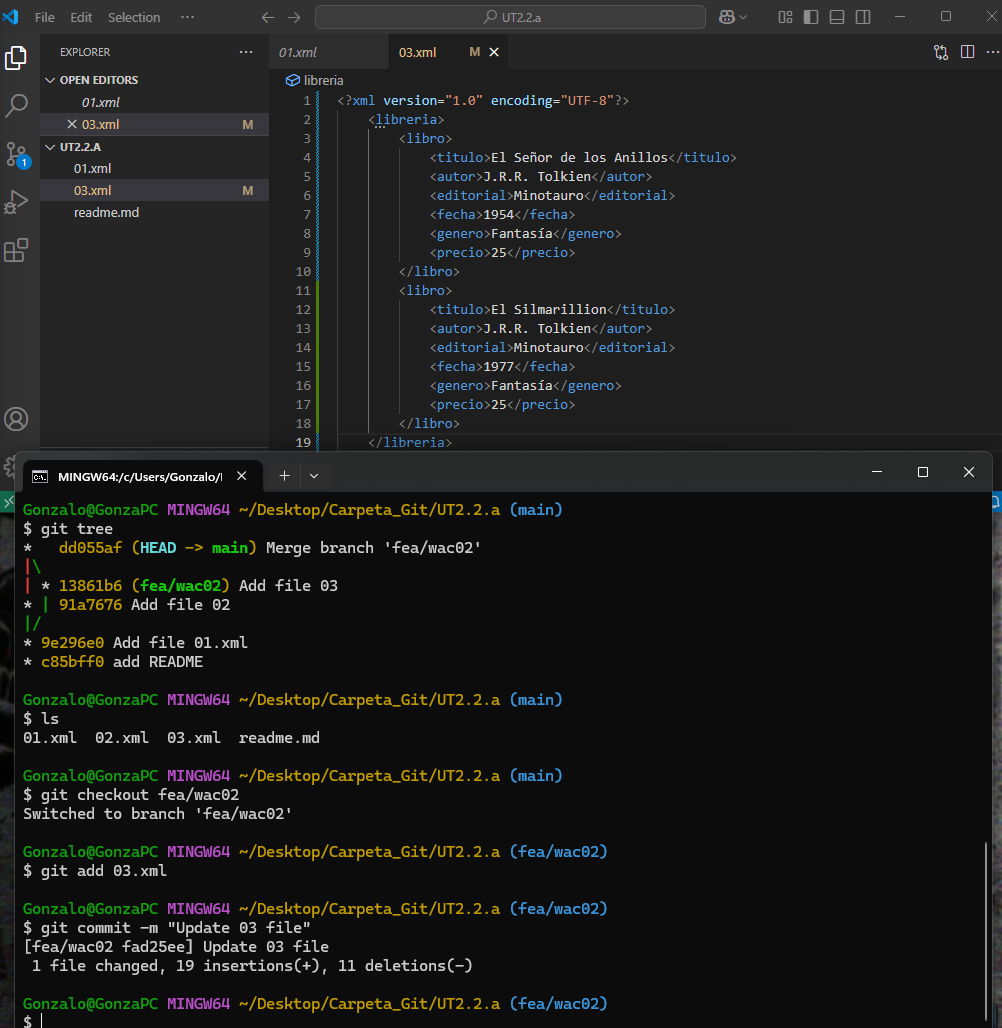 File Edit Selection ··· UT2.2.a
EXPLORER ···
OPEN EDITORS
01.xml
03.xml M
UT2.2.A
01.xml
03.xml M
readme.md
1
01.xml 03.xml M
libreria
1 <?xml version="1.0" encoding="UTF-8"?>
2 <libreria>
3 <libro>
4 <titulo>El Señor de los Anillos</titulo>
5 <autor>J.R.R. Tolkien</autor>
6 <editorial>Minotauro</editorial>
7 <fecha>1954</fecha>
8 <genero>Fantasía</genero>
9 <precio>25</precio>
10 </libro>
11 <libro>
12 <titulo>El Silmarillion</titulo>
13 <autor>J.R.R. Tolkien</autor>
14 <editorial>Minotauro</editorial>
15 <fecha>1977</fecha>
16 <genero>Fantasía</genero>
17 <precio>25</precio>
18 </libro>
19 </libreria>
MINGW64:/c/Users/Gonzalo/
Gonzalo@GonzaPC MINGW64 ~/Desktop/Carpeta_Git/UT2.2.a (main)
$ git tree
*   dd055af (HEAD -> main) Merge branch 'fea/wac02'
|\
| * 13861b6 (fea/wac02) Add file 03
* | 91a7676 Add file 02
|/
* 9e296e0 Add file 01.xml
* c85bff0 add README
Gonzalo@GonzaPC MINGW64 ~/Desktop/Carpeta_Git/UT2.2.a (main)
$ ls
01.xml  02.xml  03.xml  readme.md
Gonzalo@GonzaPC MINGW64 ~/Desktop/Carpeta_Git/UT2.2.a (main)
$ git checkout fea/wac02
Switched to branch 'fea/wac02'
Gonzalo@GonzaPC MINGW64 ~/Desktop/Carpeta_Git/UT2.2.a (fea/wac02)
$ git add 03.xml
Gonzalo@GonzaPC MINGW64 ~/Desktop/Carpeta_Git/UT2.2.a (fea/wac02)
$ git commit -m "Update 03 file"
[fea/wac02 fad25ee] Update 03 file
 1 file changed, 19 insertions(+), 11 deletions(-)
Gonzalo@GonzaPC MINGW64 ~/Desktop/Carpeta_Git/UT2.2.a (fea/wac02)
$